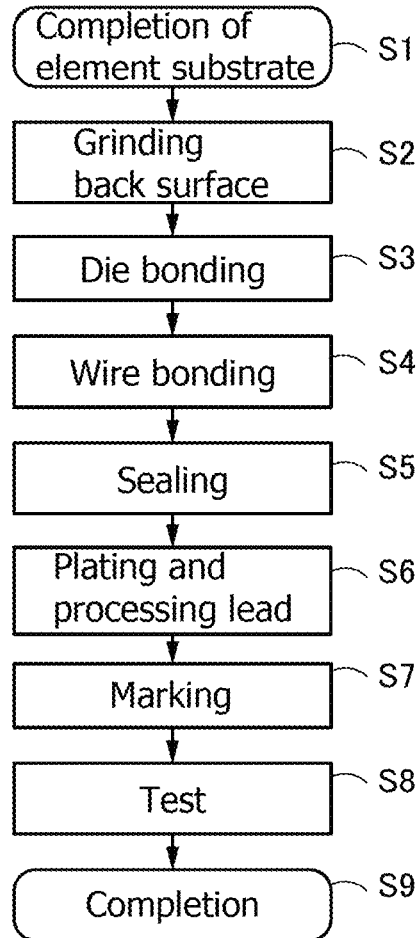 Completion of
element substrate
S1
Grinding
back surface
S2
Die bonding
S3
Wire bonding
S4
Sealing
S5
Plating and
processing lead
S6
Marking
S7
Test
S8
Completion
S9